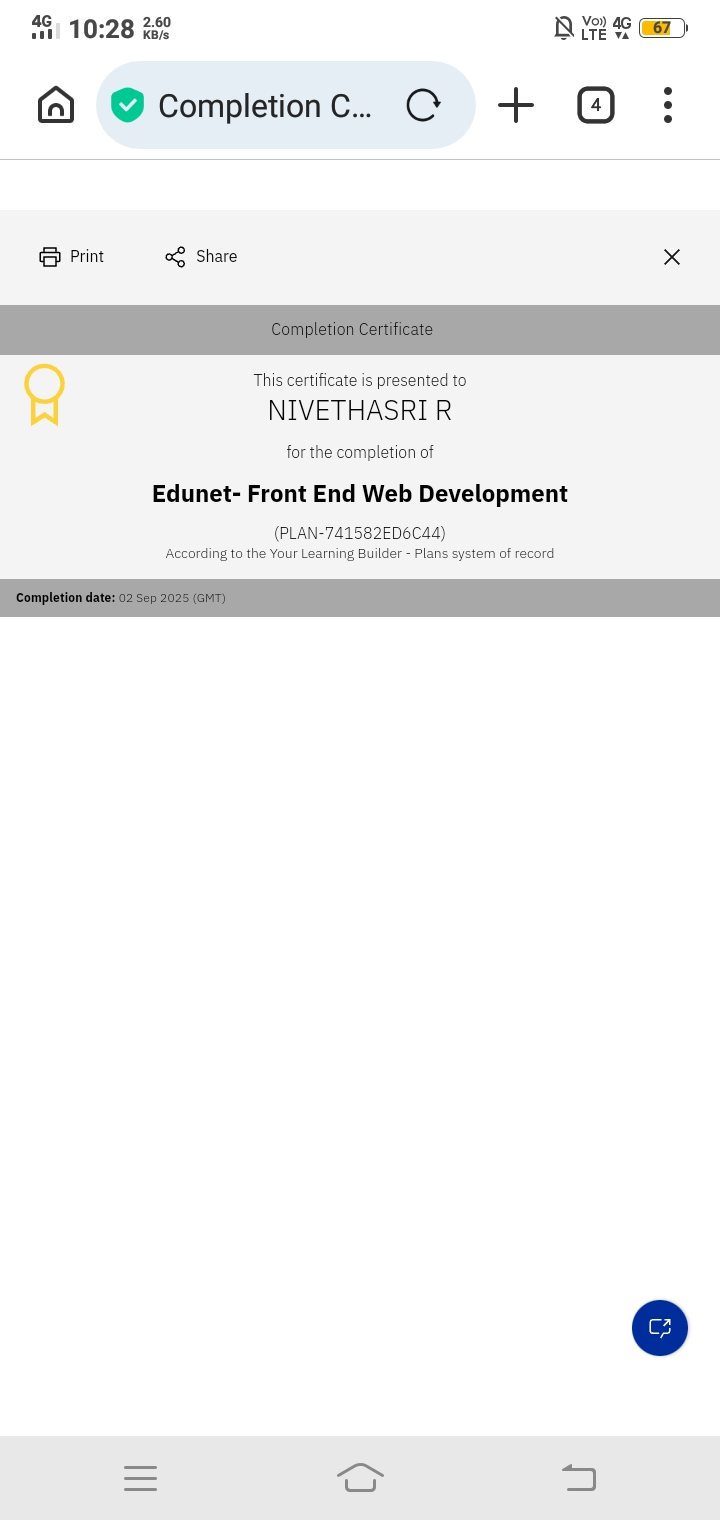 4G 10:28 2.60 KB/s Vo)) LTE 4G 67
Completion C... 4
Print Share
Completion Certificate
This certificate is presented to
NIVETHASRI R
for the completion of
Edunet- Front End Web Development
(PLAN-741582ED6C44)
According to the Your Learning Builder - Plans system of record
Completion date: 02 Sep 2025 (GMT)